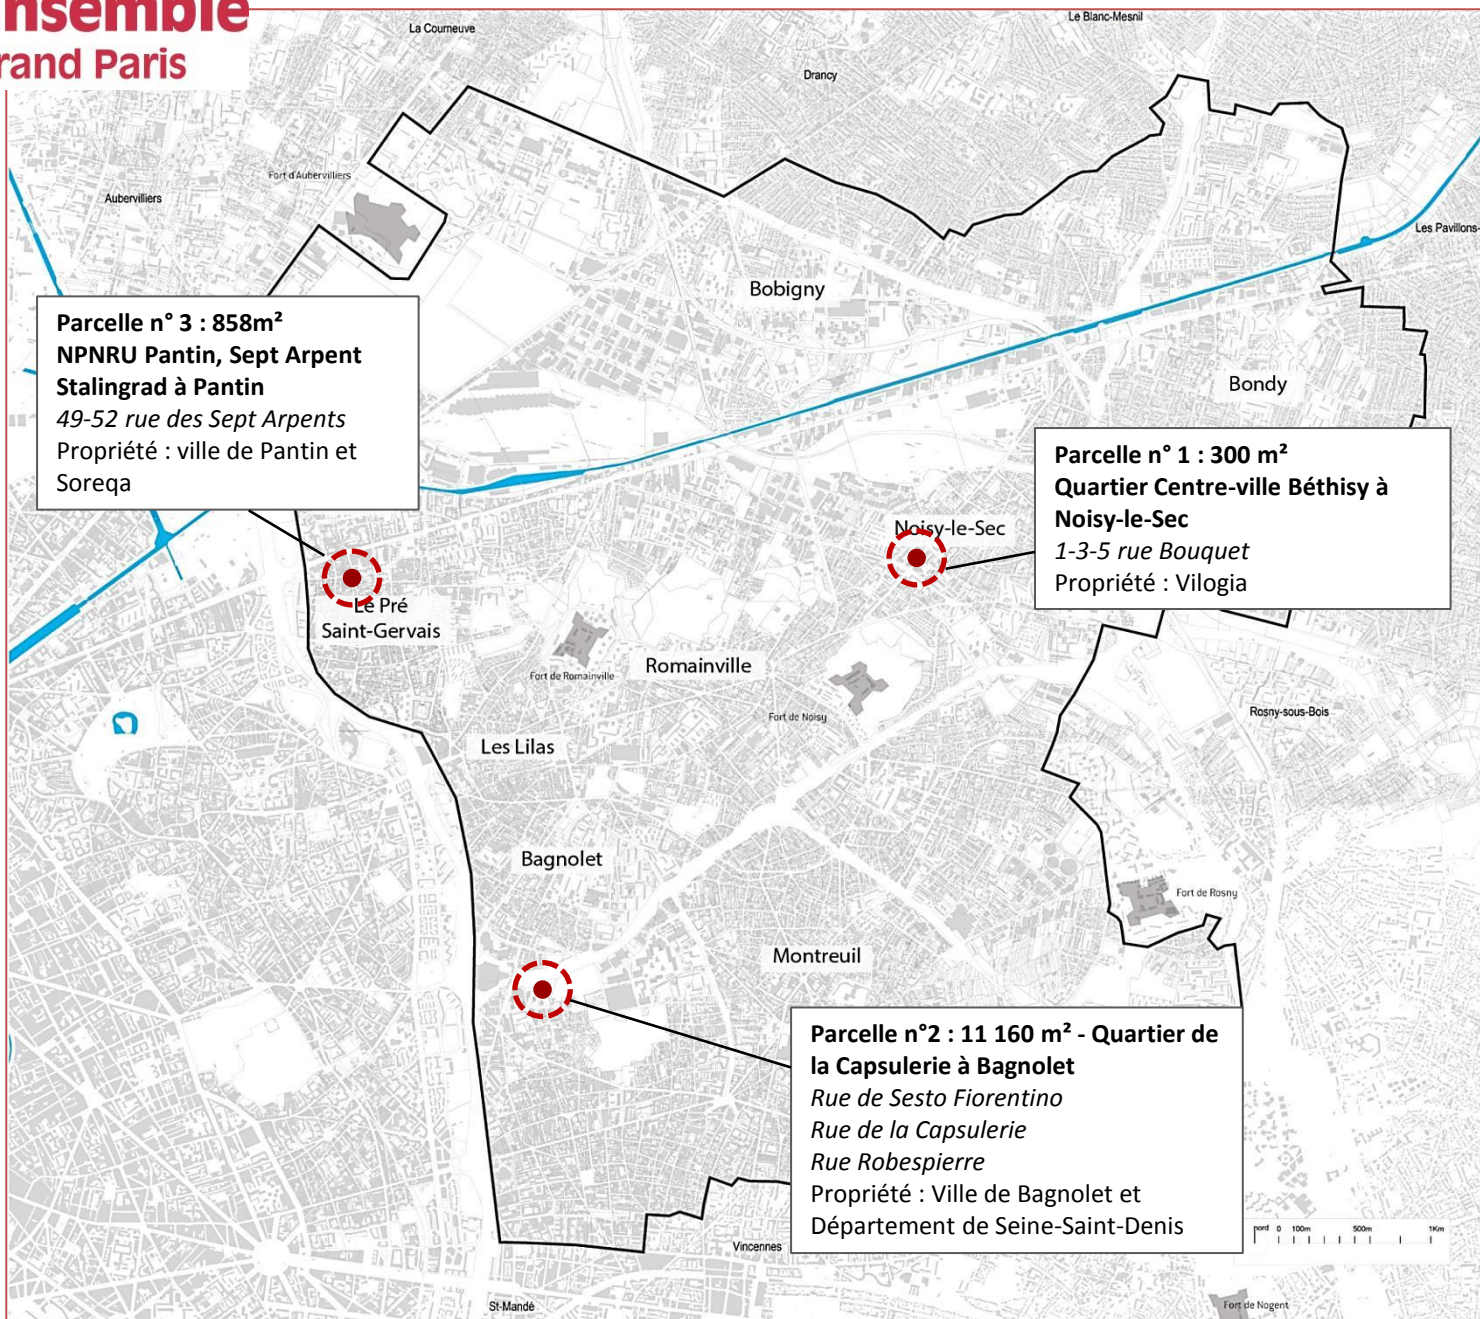 nsemble
rand Paris
Le Blanc-Mesnil
La Courneuve
Drancy
Fort d'Aubervilliers
Aubervilliers
Les Pavillons-
Bobigny
Parcelle n° 3 : 858m²
NPNRU Pantin, Sept Arpent
Stalingrad à Pantin
49-52 rue des Sept Arpents
Propriété : ville de Pantin et
Soreqa
Bondy
Parcelle n° 1 : 300 m²
Quartier Centre-ville Béthisy à
Noisy-le-Sec
1-3-5 rue Bouquet
Propriété : Vilogia
Noisy-le-Sec
Le Pré
Saint-Gervais
Romainville
Fort de Romainville
Fort de Noisy
Rosny-sous-Bois
Les Lilas
Bagnolet
Fort de Rosny
Montreuil
Parcelle n°2 : 11 160 m² - Quartier de
la Capsulerie à Bagnolet
Rue de Sesto Fiorentino
Rue de la Capsulerie
Rue Robespierre
Propriété : Ville de Bagnolet et
Département de Seine-Saint-Denis
nord 0 100m 500m 1Km
Vincennes
St-Mandé
Fort de Nogent